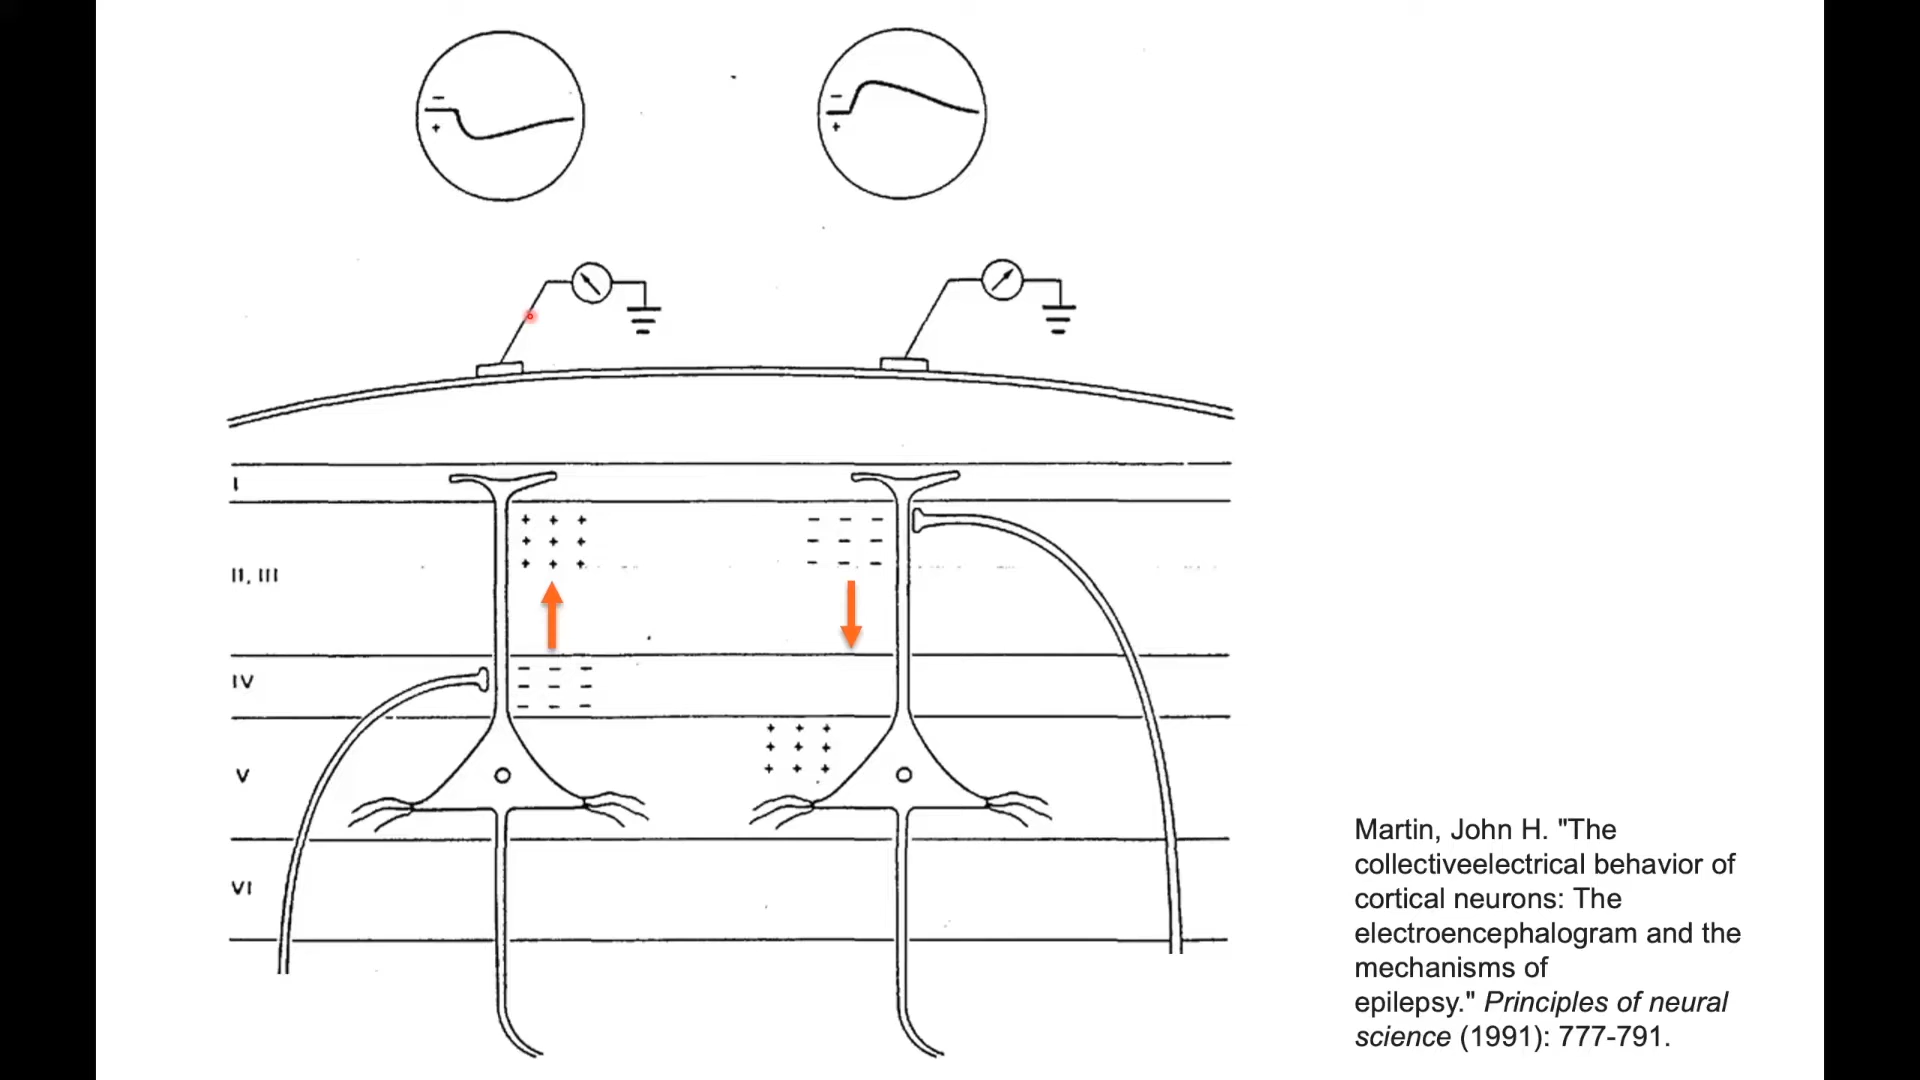 −
+
−
+
I
+ + +
+ + +
+ + +
− − −
− − −
− − −
II, III
IV
− − −
− − −
− − −
+ + +
+ + +
+ + +
V
VI
Martin, John H. "The
collectiveelectrical behavior of
cortical neurons: The
electroencephalogram and the
mechanisms of
epilepsy." Principles of neural
science (1991): 777-791.